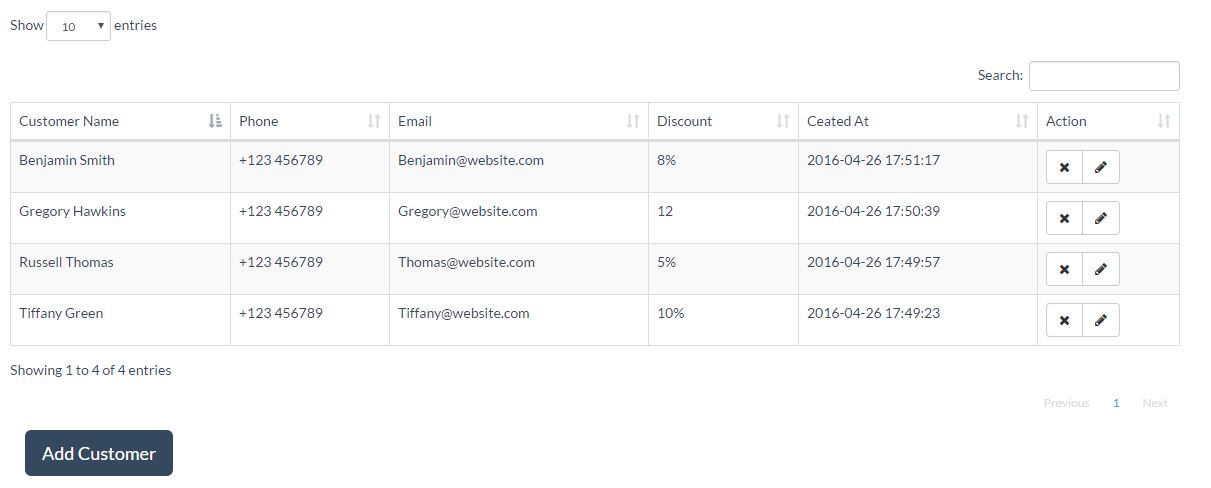 Show 10 entries
Search:
Customer Name Phone Email Discount Ceated At Action
Benjamin Smith +123 456789 Benjamin@website.com 8% 2016-04-26 17:51:17
Gregory Hawkins +123 456789 Gregory@website.com 12 2016-04-26 17:50:39
Russell Thomas +123 456789 Thomas@website.com 5% 2016-04-26 17:49:57
Tiffany Green +123 456789 Tiffany@website.com 10% 2016-04-26 17:49:23
Showing 1 to 4 of 4 entries
Previous 1 Next
Add Customer